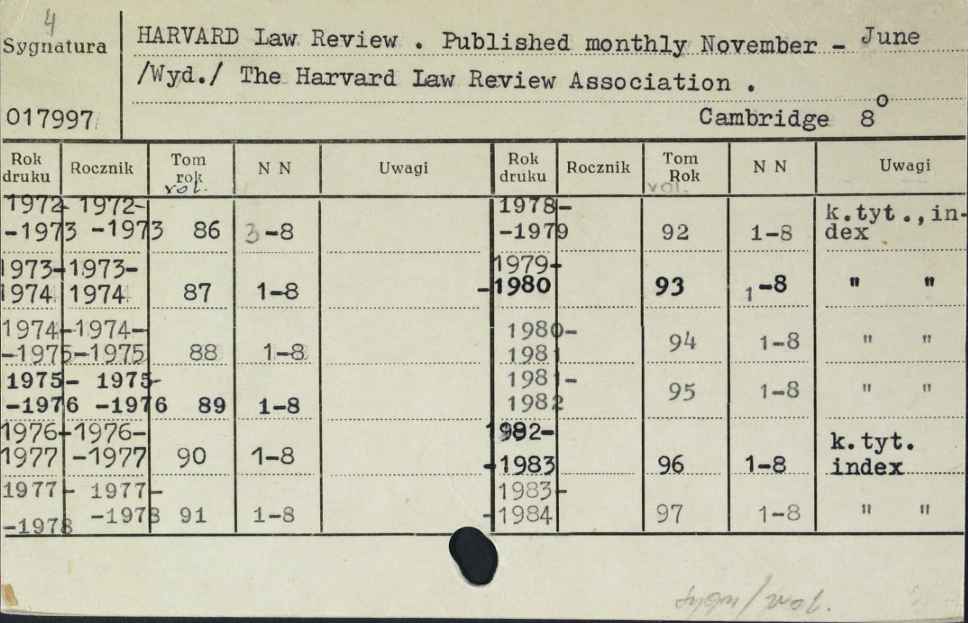 4
Sygnatura
017997
HARVARD Law Review . Published monthly November - June
/Wyd./ The Harvard Law Review Association .
Cambridge 8°
Rok druku Rocznik Tom rok vol. N N Uwagi Rok druku Rocznik Tom Rok vol. N N Uwagi
1972- 1972- 1978- k.tyt.,in-
-1973 -1973 86 3-8 -1979 92 1-8 dex
1973- 1973- 1979-
1974 1974 87 1-8 -1980 93 1-8 " "
1974- -1974- 1980-
-1975 -1975 88 1-8 1981 94 1-8 " "
1975- 1975- 1981-
-1976 -1976 89 1-8 1982 95 1-8 " "
1976- -1976- 1982- k.tyt.
1977 -1977 90 1-8 -1983 96 1-8 index
1977- 1977- 1983-
-1978 -1978 91 1-8 -1984 97 1-8 " "